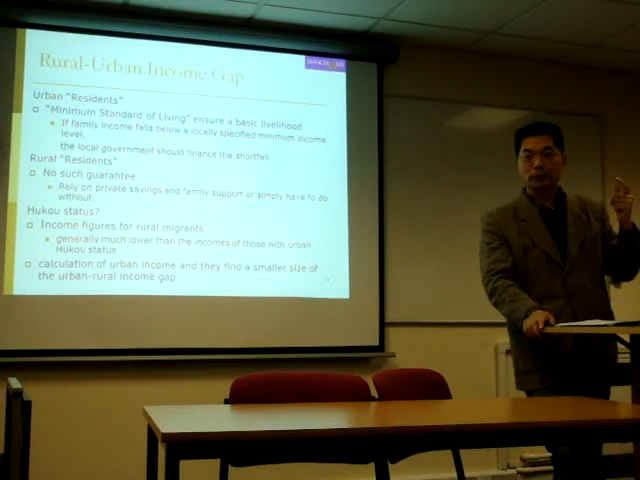 Rural-Urban Income Gap
Urban "Residents"
"Minimum Standard of Living" ensure a basic livelihood
If family income falls below a locally specified minimum income
level,
the local government should finance the shortfall
Rural "Residents"
No such guarantee
Rely on private savings and family support or simply have to do
without
Hukou status?
Income figures for rural migrants
generally much lower than the incomes of those with urban
Hukou status
calculation of urban income and they find a smaller size of
the urban-rural income gap